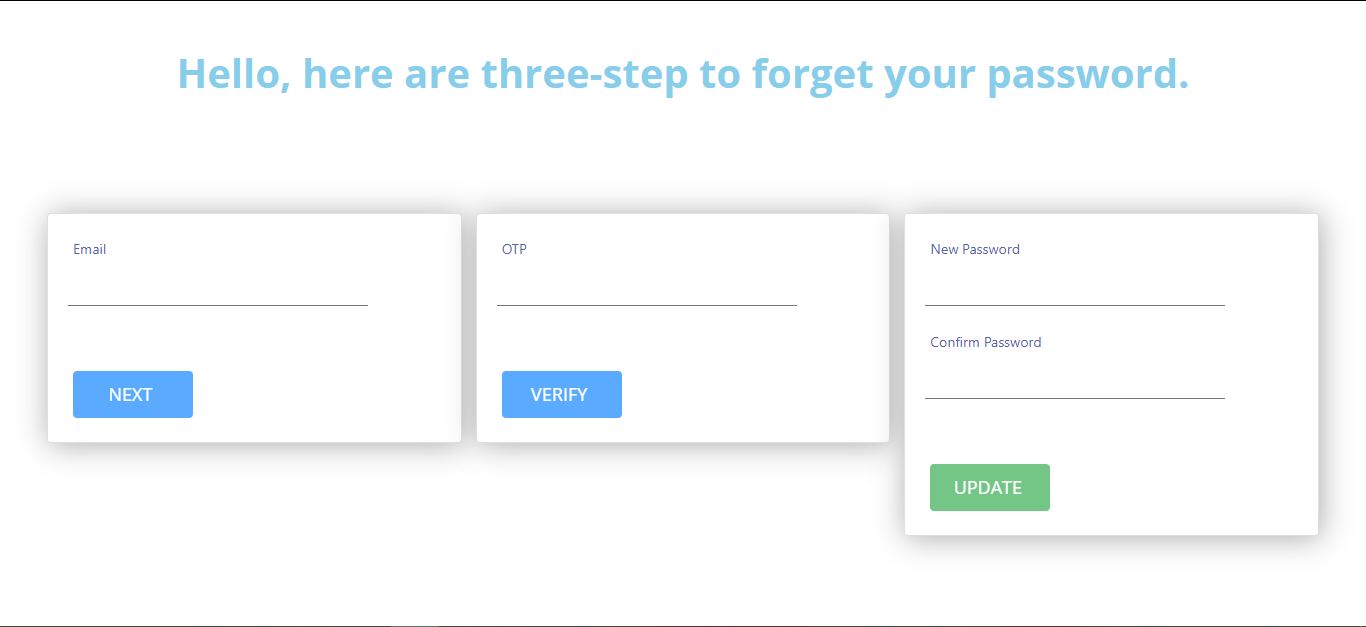 Hello, here are three-step to forget your password.
Email
NEXT
OTP
VERIFY
New Password
Confirm Password
UPDATE